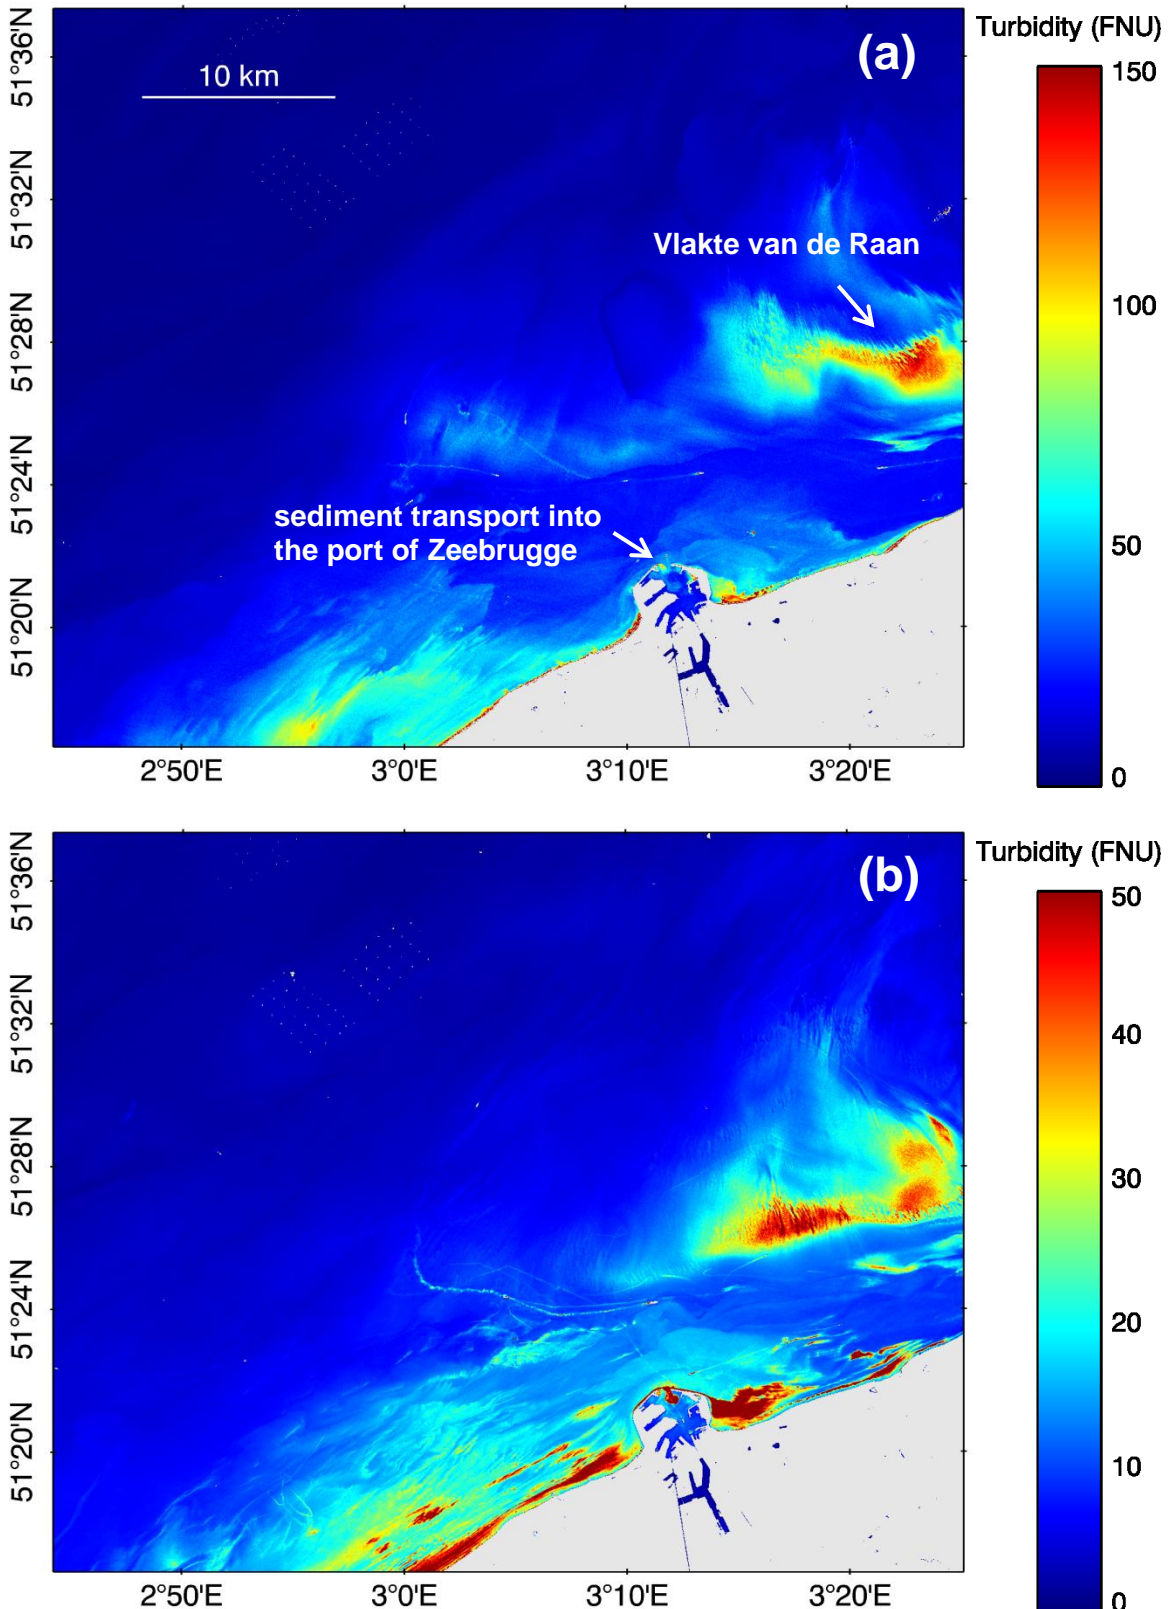 Turbidity (FNU)
(a)
10 km
51°36'N
51°32'N
51°28'N
51°24'N
51°20'N
Vlakte van de Raan
sediment transport into
the port of Zeebrugge
2°50'E
3°0'E
3°10'E
3°20'E
150
100
50
0
Turbidity (FNU)
(b)
51°36'N
51°32'N
51°28'N
51°24'N
51°20'N
2°50'E
3°0'E
3°10'E
3°20'E
50
40
30
20
10
0